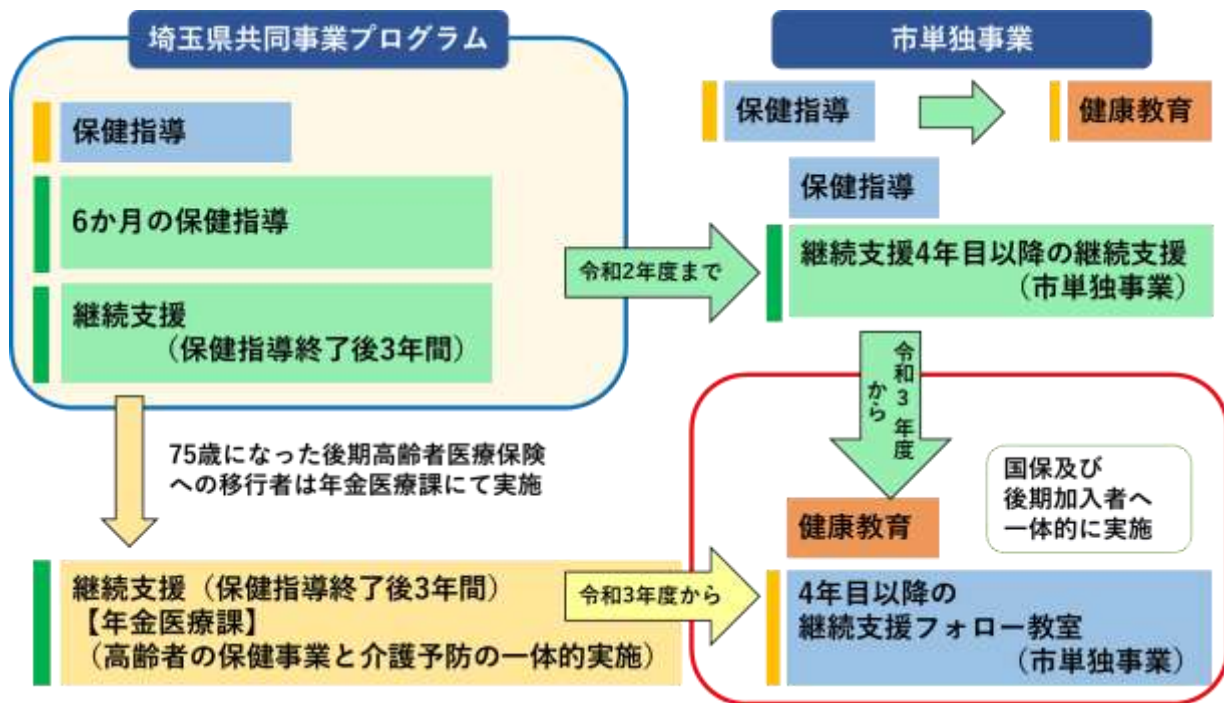 埼玉県共同事業プログラム
保健指導
6か月の保健指導
継続支援
(保健指導終了後3年間)
令和2年度まで
75歳になった後期高齢者医療保険
への移行者は年金医療課にて実施
継続支援(保健指導終了後3年間)
【年金医療課】
(高齢者の保健事業と介護予防の一体的実施)
令和3年度から
市単独事業
保健指導
健康教育
保健指導
継続支援4年目以降の継続支援
(市単独事業)
令和3年度
から
国保及び
後期加入者へ
一体的に実施
健康教育
4年目以降の
継続支援フォロー教室
(市単独事業)